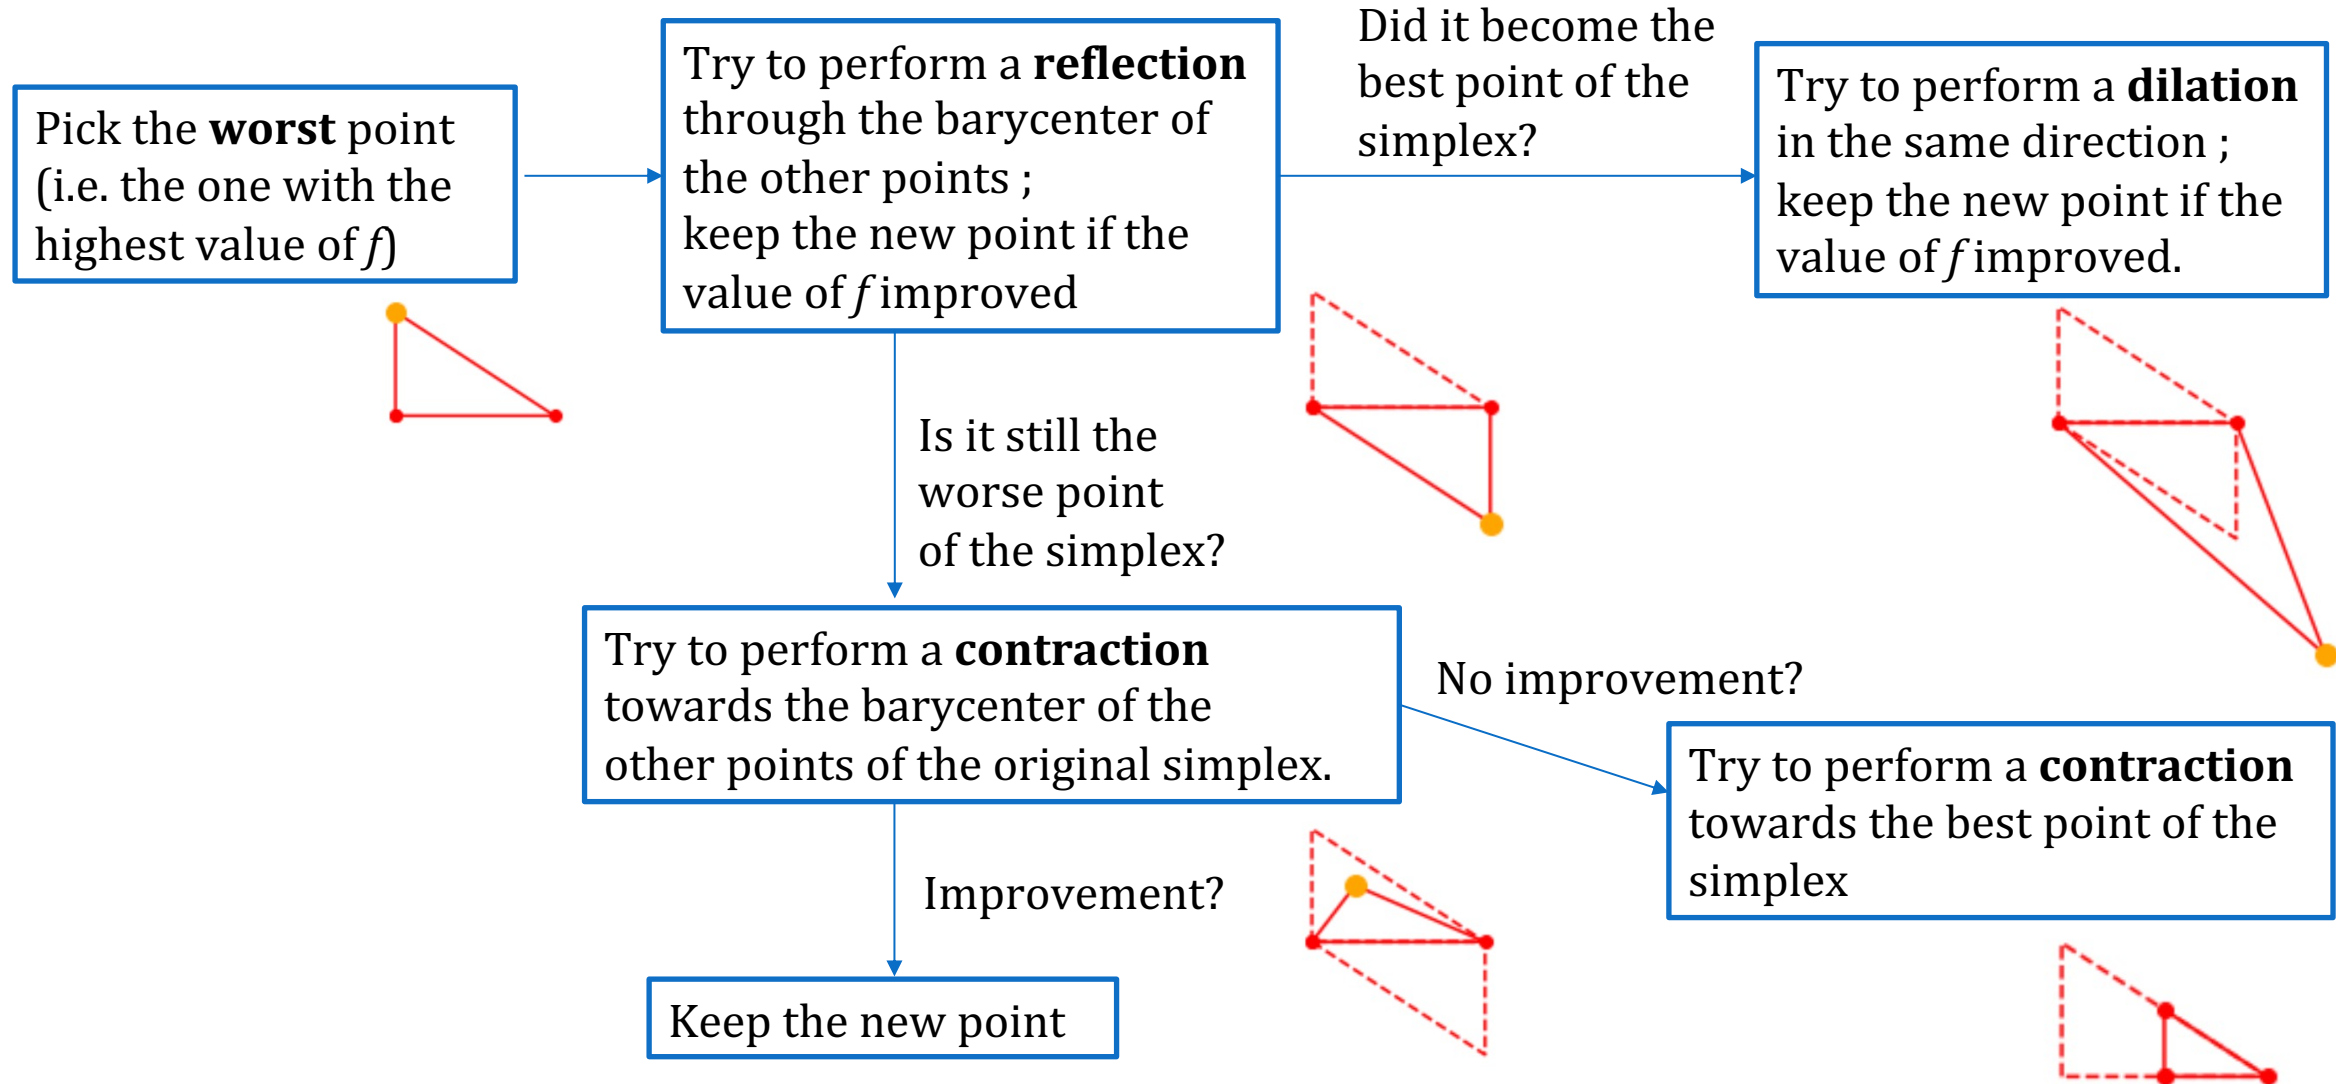 Pick the worst point
(i.e. the one with the
highest value of f)
Try to perform a reflection
through the barycenter of
the other points ;
keep the new point if the
value of f improved
Did it become the
best point of the
simplex?
Try to perform a dilation
in the same direction ;
keep the new point if the
value of f improved.
Is it still the
worse point
of the simplex?
Try to perform a contraction
towards the barycenter of the
other points of the original simplex.
No improvement?
Try to perform a contraction
towards the best point of the
simplex
Improvement?
Keep the new point